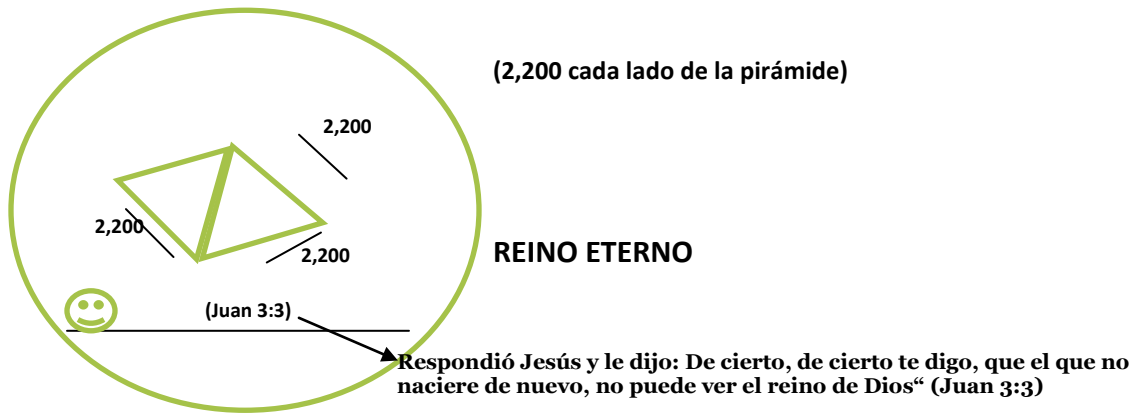 (2,200 cada lado de la pirámide)
2,200
2,200
2,200
REINO ETERNO
(Juan 3:3)
Respondió Jesús y le dijo: De cierto, de cierto te digo, que el que no
naciere de nuevo, no puede ver el reino de Dios“ (Juan 3:3)